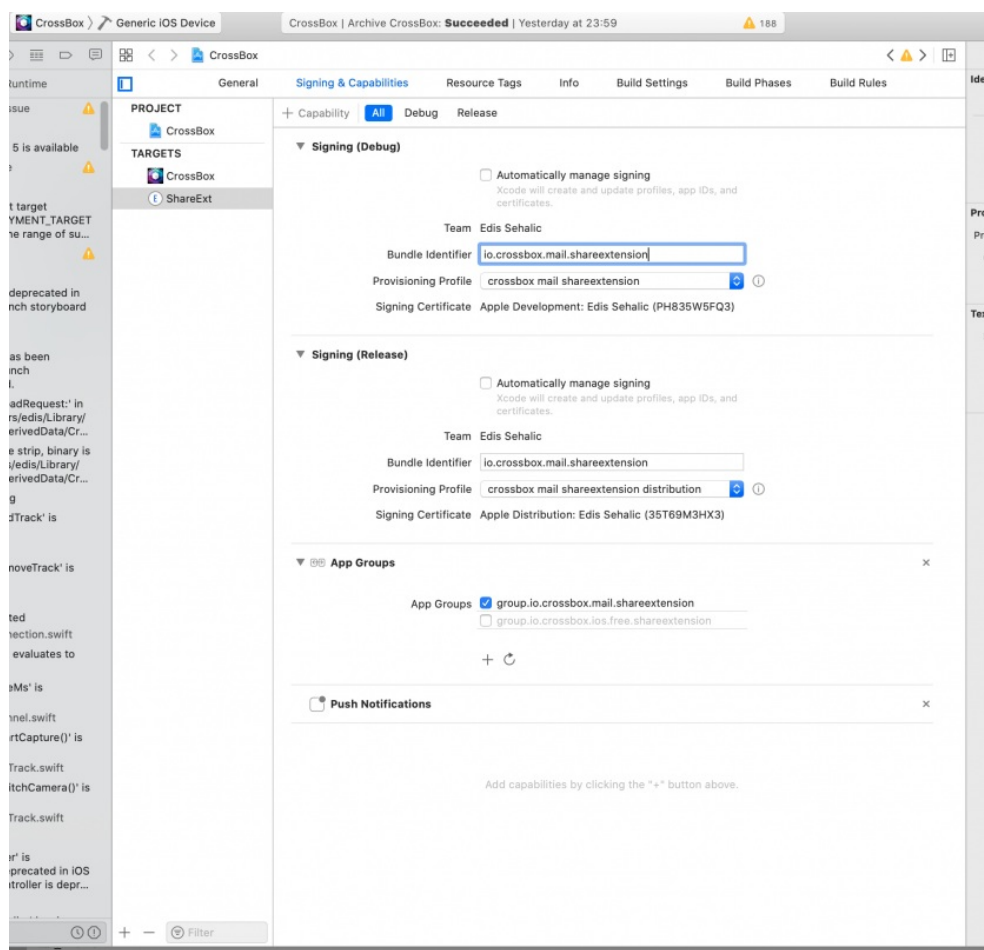 CrossBox 〉 Generic iOS Device
CrossBox | Archive CrossBox: Succeeded | Yesterday at 23:59
188
CrossBox
Runtime
General
Signing & Capabilities
Resource Tags
Info
Build Settings
Build Phases
Build Rules
5 is available
t target
YMENT_TARGET
he range of su...
deprecated in
nch storyboard
as been
nch
adRequest:' in
rs/edis/Library/
erivedData/Cr...
e strip, binary is
s/edis/Library/
erivedData/Cr...
g
dTrack' is
moveTrack' is
ted
nection.swift
evaluates to
eMs' is
nnel.swift
rtCapture()' is
Track.swift
itchCamera()' is
Track.swift
er' is
precated in iOS
troller is depr...
PROJECT
CrossBox
TARGETS
CrossBox
E ShareExt
+ Capability
All
Debug
Release
Signing (Debug)
Automatically manage signing
Xcode will create and update profiles, app IDs, and
certificates.
Team Edis Sehalic
Bundle Identifier io.crossbox.mail.shareextension
Provisioning Profile crossbox mail shareextension
Signing Certificate Apple Development: Edis Sehalic (PH835W5FQ3)
Signing (Release)
Automatically manage signing
Xcode will create and update profiles, app IDs, and
certificates.
Team Edis Sehalic
Bundle Identifier io.crossbox.mail.shareextension
Provisioning Profile crossbox mail shareextension distribution
Signing Certificate Apple Distribution: Edis Sehalic (35T69M3HX3)
App Groups
App Groups group.io.crossbox.mail.shareextension
group.io.crossbox.ios.free.shareextension
Push Notifications
Add capabilities by clicking the "+" button above.
+ − Filter
Ide
Pro
Pr
Tex